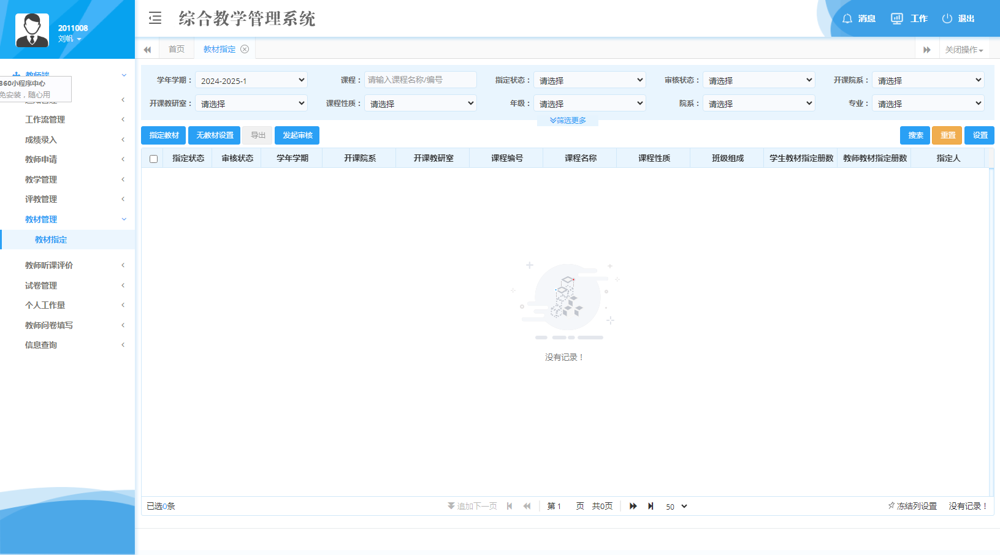 综合教学管理系统
消息
工作
退出
2011008
刘帆
首页
教材指定
关闭操作
教师端
360小程序中心
免安装，随心用
工作流管理
成绩录入
教师申请
教学管理
评教管理
教材管理
教材指定
教师听课评价
试卷管理
个人工作量
教师问卷填写
信息查询
学年学期： 2024-2025-1
课程： 请输入课程名称/编号
指定状态： 请选择
审核状态： 请选择
开课院系： 请选择
开课教研室： 请选择
课程性质： 请选择
年级： 请选择
院系： 请选择
专业： 请选择
筛选更多
指定教材
无教材设置
导出
发起审核
搜索
重置
设置
指定状态 审核状态 学年学期 开课院系 开课教研室 课程编号 课程名称 课程性质 班级组成 学生教材指定册数 教师教材指定册数 指定人
没有记录！
已选0条
追加下一页
第 1 页 共0页
50
冻结列设置
没有记录！